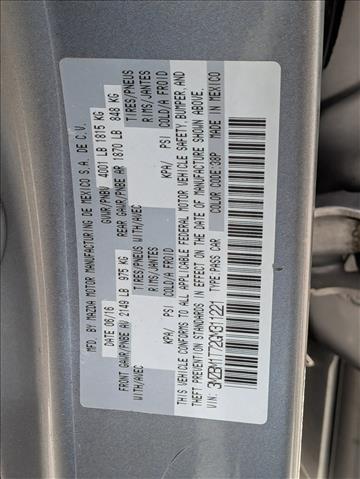 MFD. BY MAZDA MOTOR MANUFACTURING DE MEXICO S.A. DE C.V.
DATE 06/16 GVWR/PNBV 4001 LB 1815 KG
FRONT GAWR/PNBE AV 2149 LB 975 KG REAR GAWR/PNBE AR 1870 LB 848 KG
WITH/AVEC TIRES/PNEUS WITH/AVEC TIRES/PNEUS
RIMS/JANTES RIMS/JANTES
KPA/ PSI COLD/A FROID KPA/ PSI COLD/A FROID
THIS VEHICLE CONFORMS TO ALL APPLICABLE FEDERAL MOTOR VEHICLE SAFETY, BUMPER, AND
THEFT PREVENTION STANDARDS IN EFFECT ON THE DATE OF MANUFACTURE SHOWN ABOVE.
VIN: 3MZBM1T72GM311221 TYPE:PASS CAR COLOR CODE:38P MADE IN MEXICO